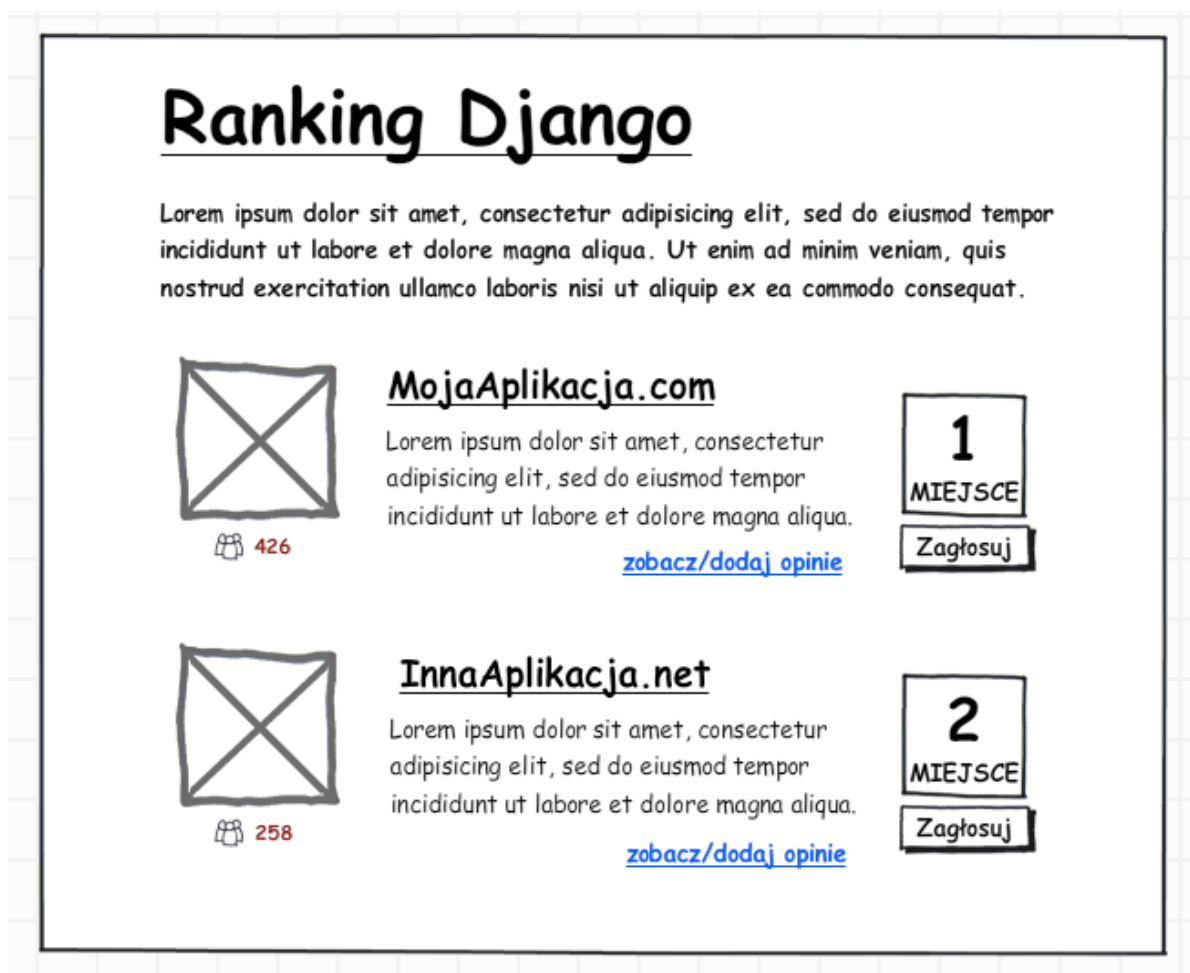 Ranking Django
Lorem ipsum dolor sit amet, consectetur adipisicing elit, sed do eiusmod tempor
incididunt ut labore et dolore magna aliqua. Ut enim ad minim veniam, quis
nostrud exercitation ullamco laboris nisi ut aliquip ex ea commodo consequat.
MojaAplikacja.com
Lorem ipsum dolor sit amet, consectetur
adipisicing elit, sed do eiusmod tempor
incididunt ut labore et dolore magna aliqua.
zobacz/dodaj opinie
426
1
MIEJSCE
Zagłosuj
InnaAplikacja.net
Lorem ipsum dolor sit amet, consectetur
adipisicing elit, sed do eiusmod tempor
incididunt ut labore et dolore magna aliqua.
zobacz/dodaj opinie
258
2
MIEJSCE
Zagłosuj